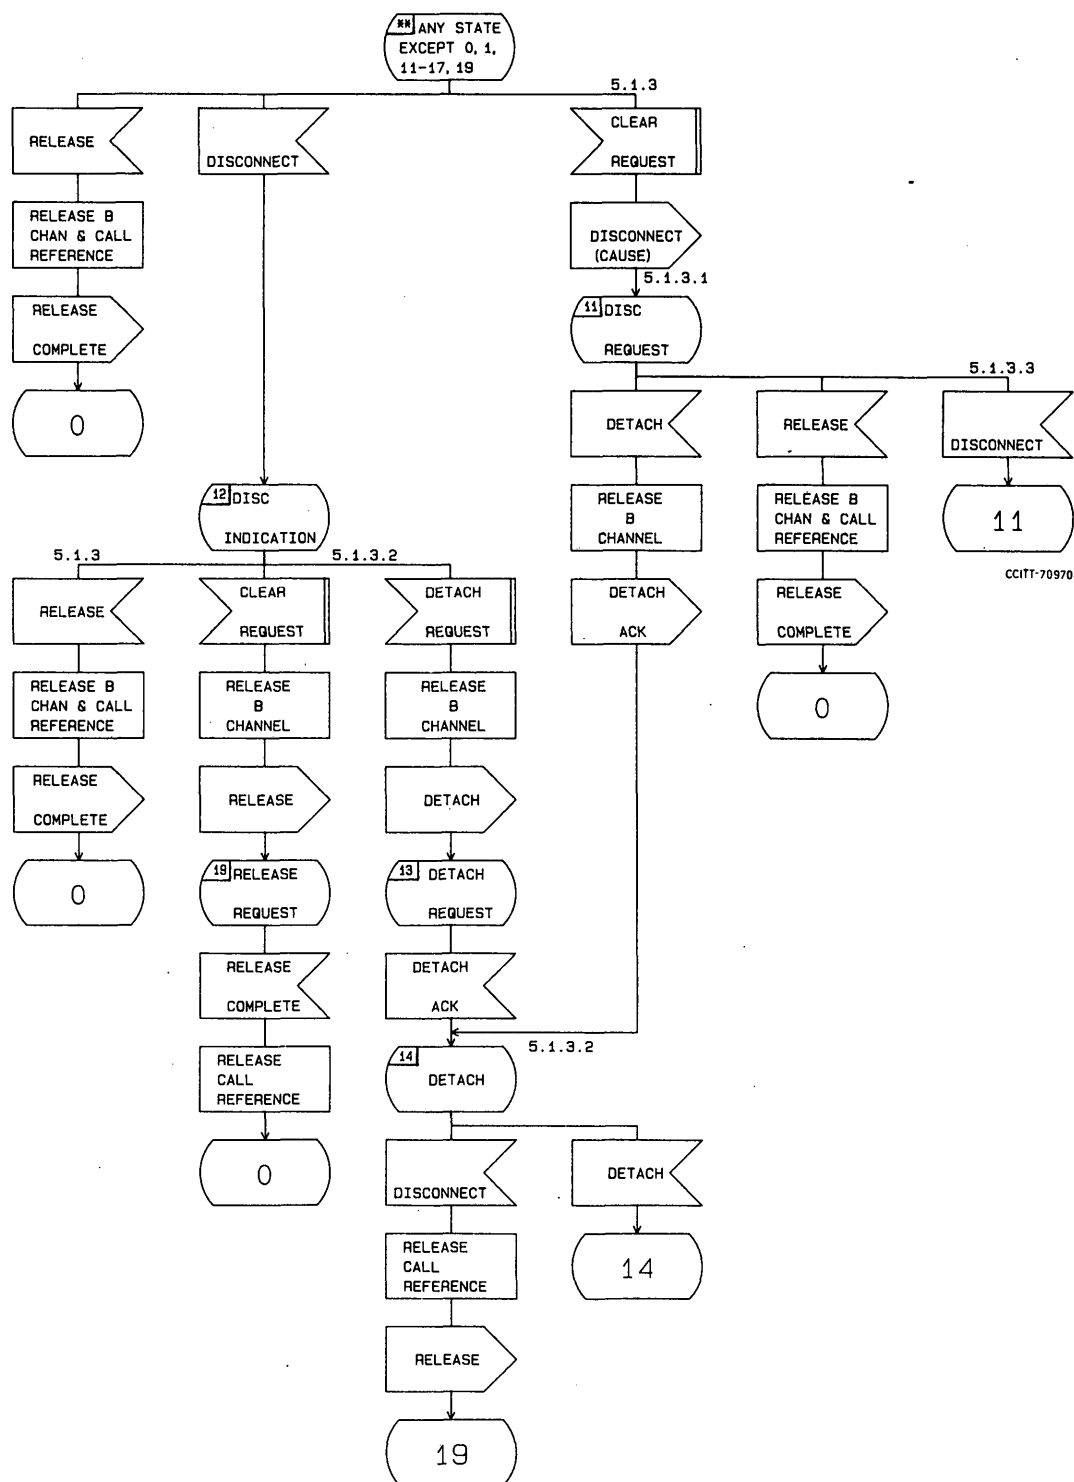 ** ANY STATE
EXCEPT 0, 1,
11-17, 19
5.1.3
RELEASE
DISCONNECT
CLEAR
REQUEST
RELEASE B
CHAN & CALL
REFERENCE
DISCONNECT
(CAUSE)
5.1.3.1
RELEASE
COMPLETE
11 DISC
REQUEST
5.1.3.3
0
DETACH
RELEASE
DISCONNECT
12 DISC
INDICATION
RELEASE
B
CHANNEL
RELEASE B
CHAN & CALL
REFERENCE
11
CCITT-70970
5.1.3
5.1.3.2
RELEASE
CLEAR
REQUEST
DETACH
REQUEST
DETACH
ACK
RELEASE
COMPLETE
RELEASE B
CHAN & CALL
REFERENCE
RELEASE
B
CHANNEL
RELEASE
B
CHANNEL
0
RELEASE
COMPLETE
RELEASE
DETACH
0
19 RELEASE
REQUEST
13 DETACH
REQUEST
RELEASE
COMPLETE
DETACH
ACK
5.1.3.2
RELEASE
CALL
REFERENCE
14
DETACH
0
DISCONNECT
DETACH
RELEASE
CALL
REFERENCE
14
RELEASE
19